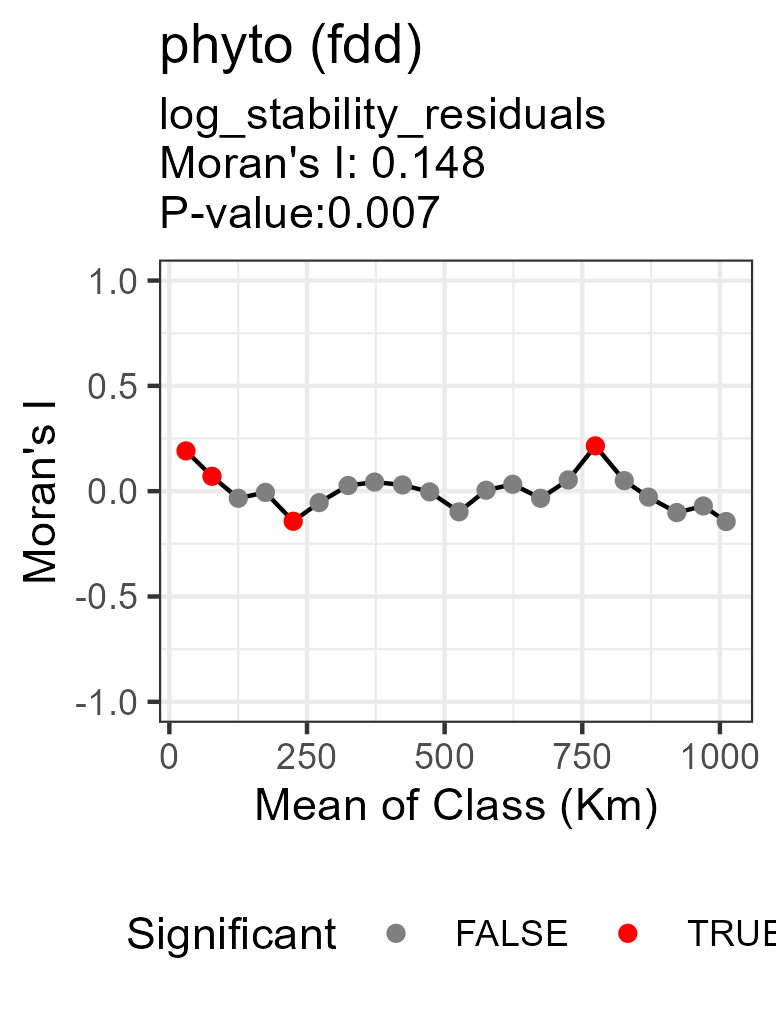 phyto (fdd)
log_stability_residuals
Moran's I: 0.148
P-value:0.007
1.0
0.5
0.0
-0.5
-1.0
Moran's I
0 250 500 750 1000
Mean of Class (Km)
Significant FALSE TRUE